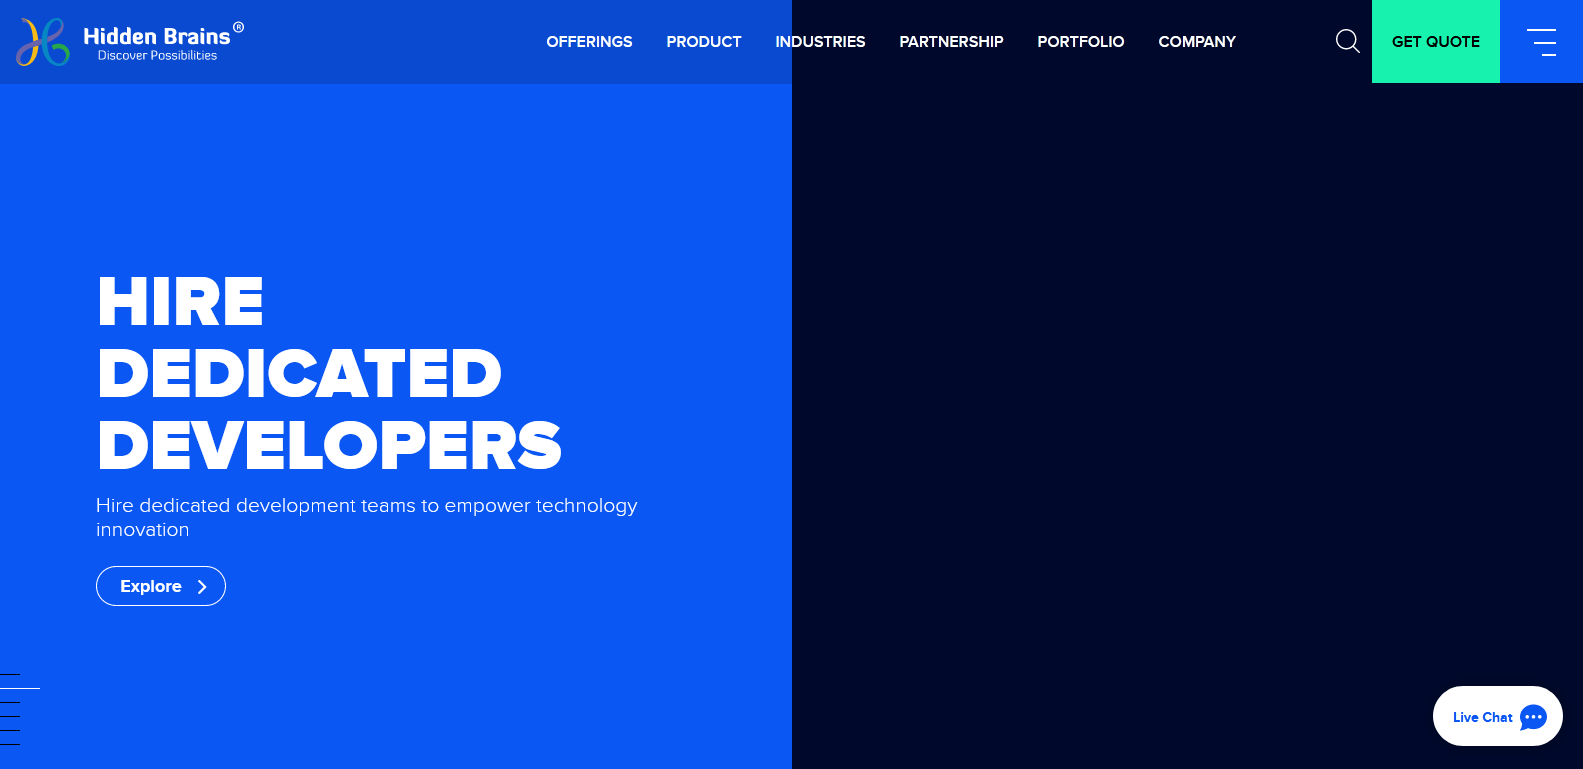 Hidden Brains®
Discover Possibilities
OFFERINGS
PRODUCT
INDUSTRIES
PARTNERSHIP
PORTFOLIO
COMPANY
GET QUOTE
HIRE
DEDICATED
DEVELOPERS
Hire dedicated development teams to empower technology
innovation
Explore
Live Chat